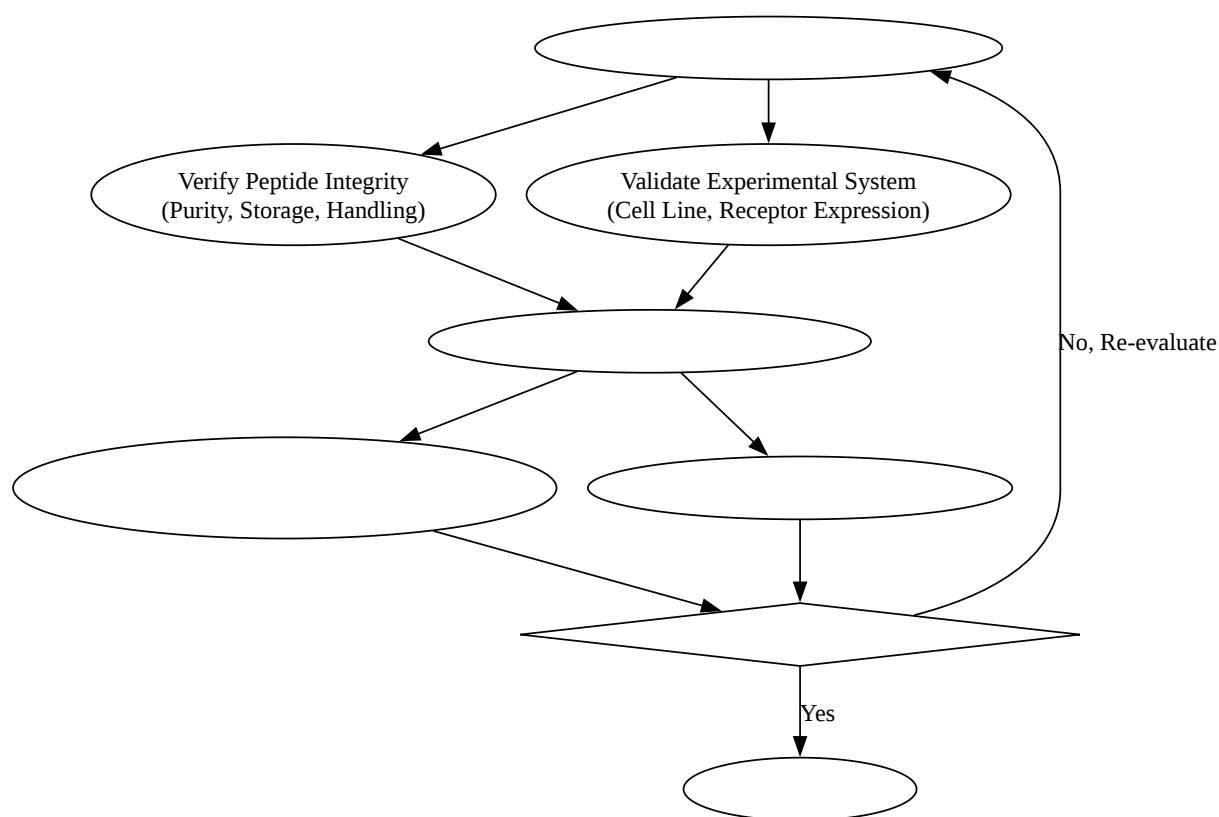 Verify Peptide Integrity
(Purity, Storage, Handling)
Validate Experimental System
(Cell Line, Receptor Expression)
No, Re-evaluate
Yes